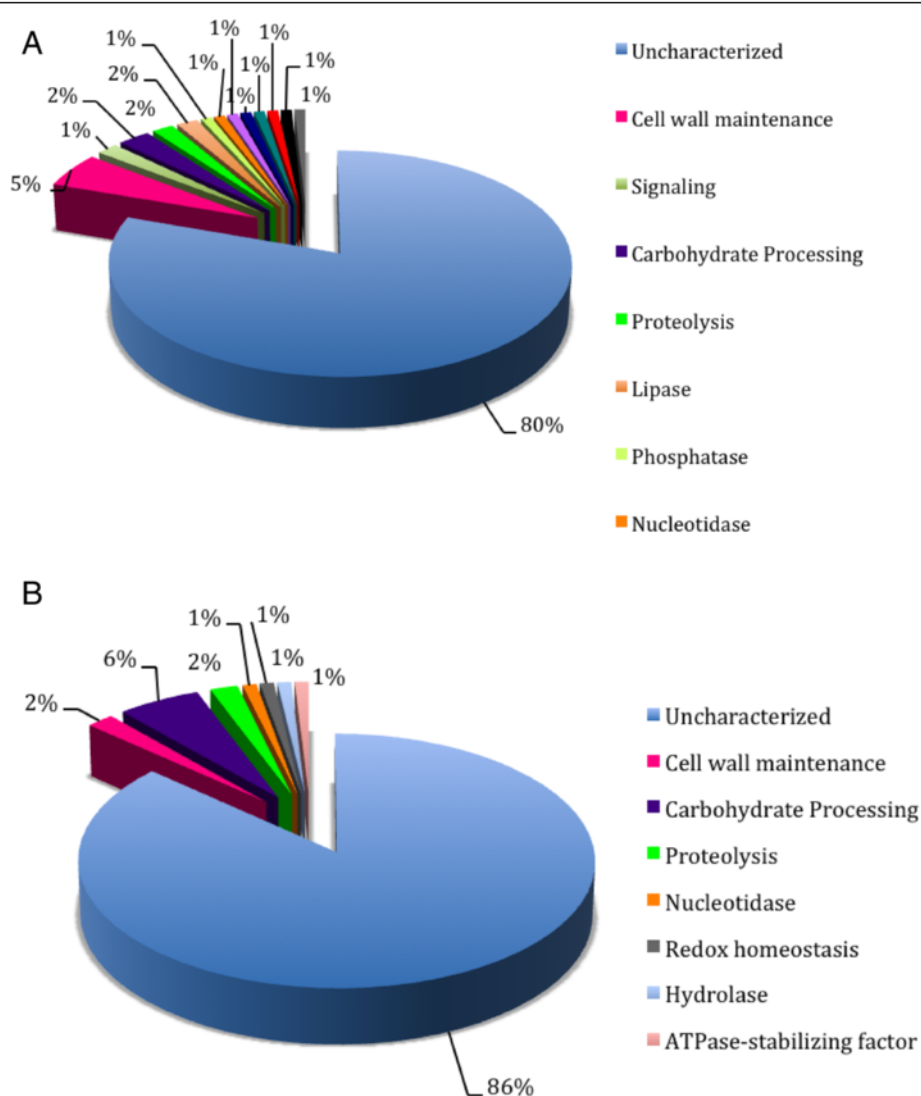 A
1%
1%
1%
1%
1%
1%
2%
1%
1%
2%
2%
1%
5%
80%
Uncharacterized
Cell wall maintenance
Signaling
Carbohydrate Processing
Proteolysis
Lipase
Phosphatase
Nucleotidase
B
1%
1%
6%
2%
1%
1%
2%
86%
Uncharacterized
Cell wall maintenance
Carbohydrate Processing
Proteolysis
Nucleotidase
Redox homeostasis
Hydrolase
ATPase-stabilizing factor